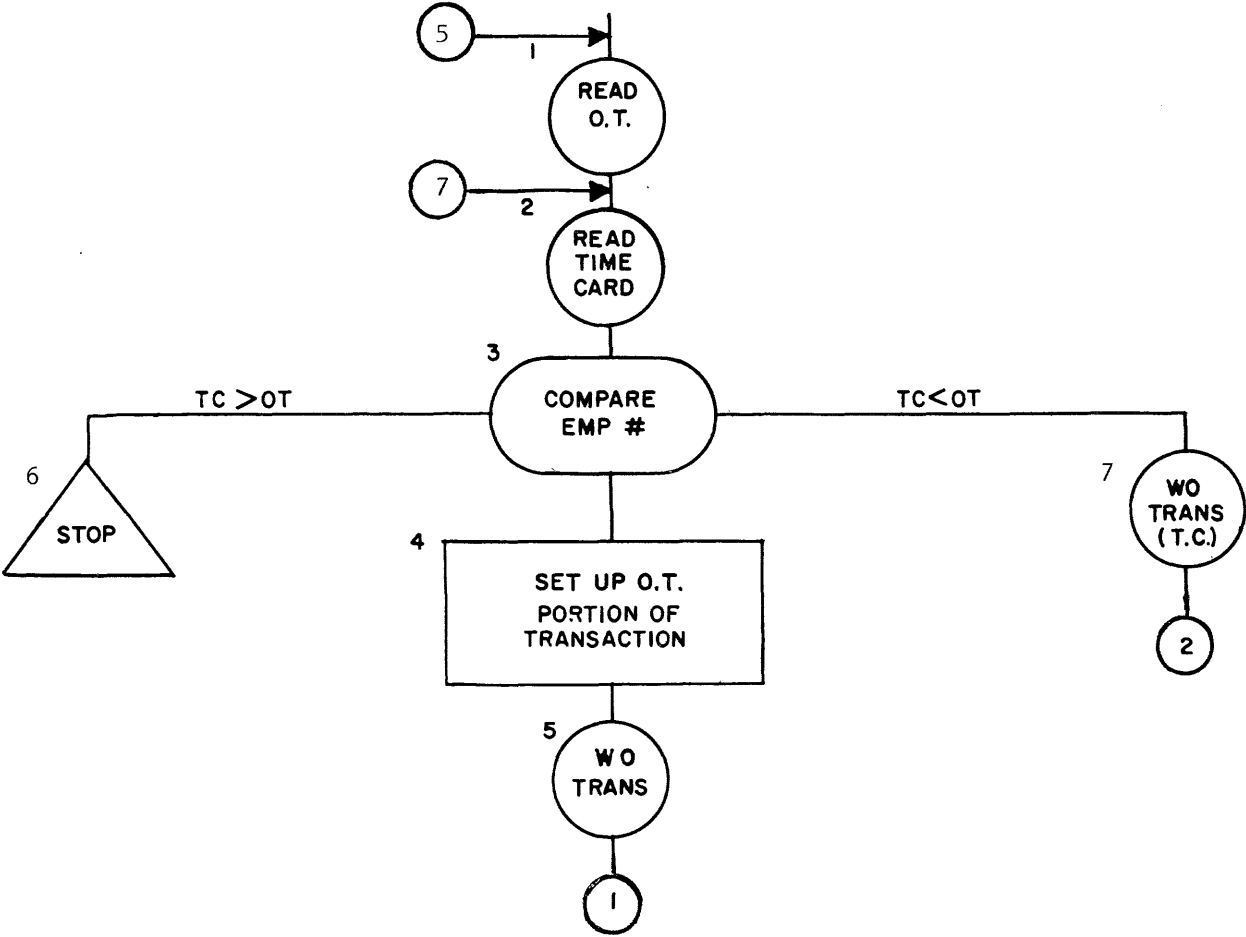 5
1
READ
O.T.
7
2
READ
TIME
CARD
3
COMPARE
EMP #
TC >OT
TC<OT
6
STOP
7
WO
TRANS
(T.C.)
2
4
SET UP O.T.
PORTION OF
TRANSACTION
5
WO
TRANS
1